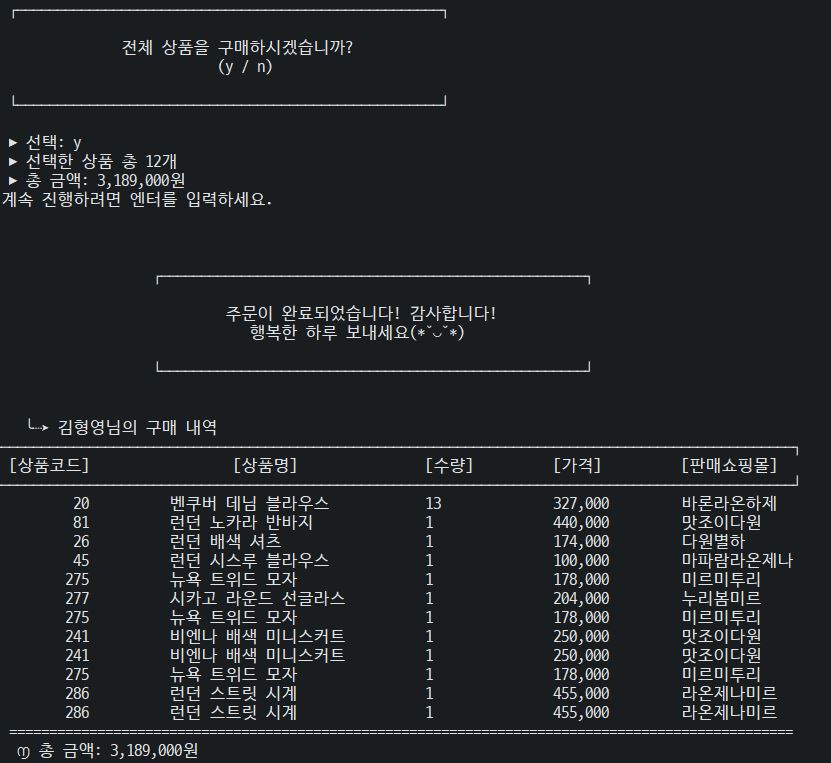 전체 상품을 구매하시겠습니까?
(y / n)
► 선택: y
► 선택한 상품 총 12개
► 총 금액: 3,189,000원
계속 진행하려면 엔터를 입력하세요.
주문이 완료되었습니다! 감사합니다!
행복한 하루 보내세요(*˘◡˘*)
╰┈➤ 김형영님의 구매 내역
[상품코드] [상품명] [수량] [가격] [판매쇼핑몰]
20 벤쿠버 데님 블라우스 13 327,000 바론라온하제
81 런던 노카라 반바지 1 440,000 맛조이다원
26 런던 배색 셔츠 1 174,000 다원별하
45 런던 시스루 블라우스 1 100,000 마파람라온제나
275 뉴욕 트위드 모자 1 178,000 미르미투리
277 시카고 라운드 선글라스 1 204,000 누리봄미르
275 뉴욕 트위드 모자 1 178,000 미르미투리
241 비엔나 배색 미니스커트 1 250,000 맛조이다원
241 비엔나 배색 미니스커트 1 250,000 맛조이다원
275 뉴욕 트위드 모자 1 178,000 미르미투리
286 런던 스트릿 시계 1 455,000 라온제나미르
286 런던 스트릿 시계 1 455,000 라온제나미르
==================================================================================================
총 금액: 3,189,000원